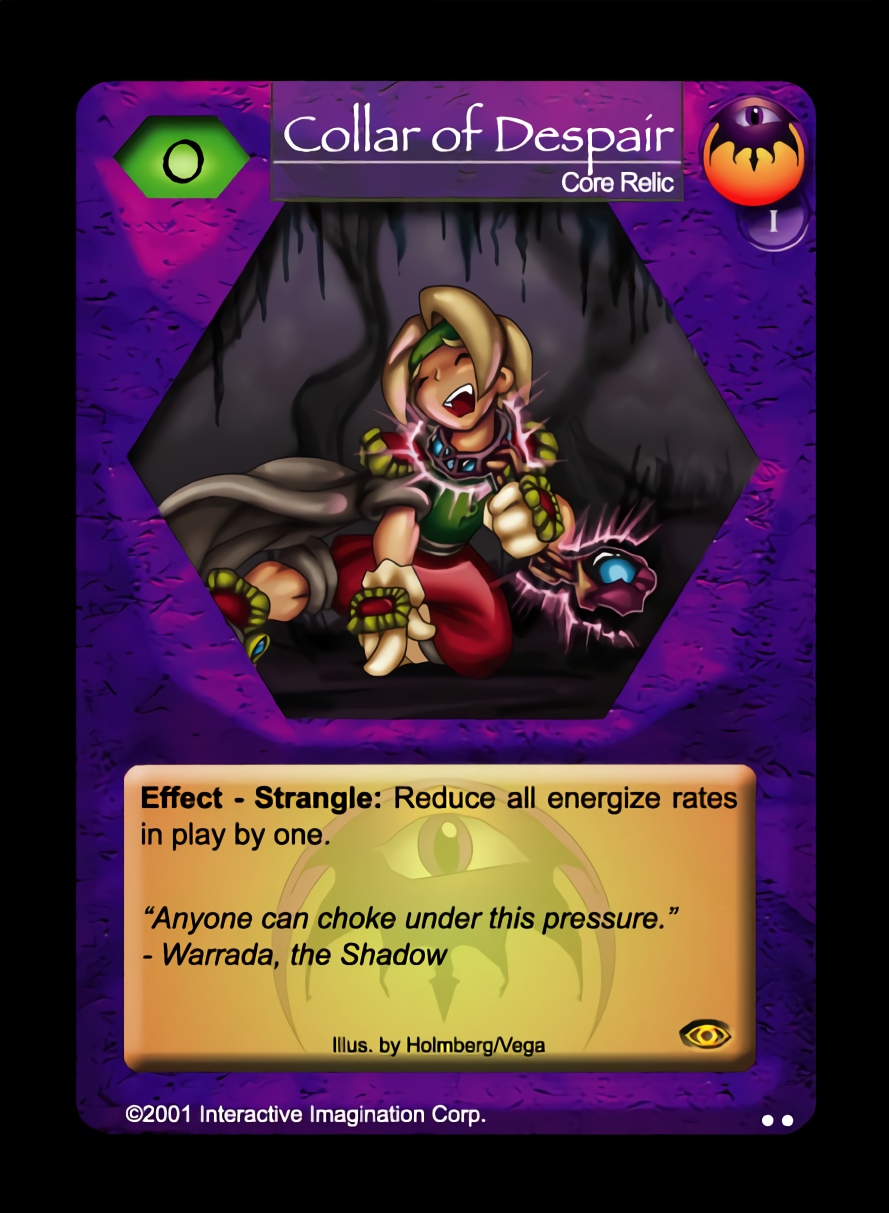 0
Collar of Despair
Core Relic
I
Effect - Strangle: Reduce all energize rates
in play by one.
“Anyone can choke under this pressure.”
- Warrada, the Shadow
Illus. by Holmberg/Vega
©2001 Interactive Imagination Corp.